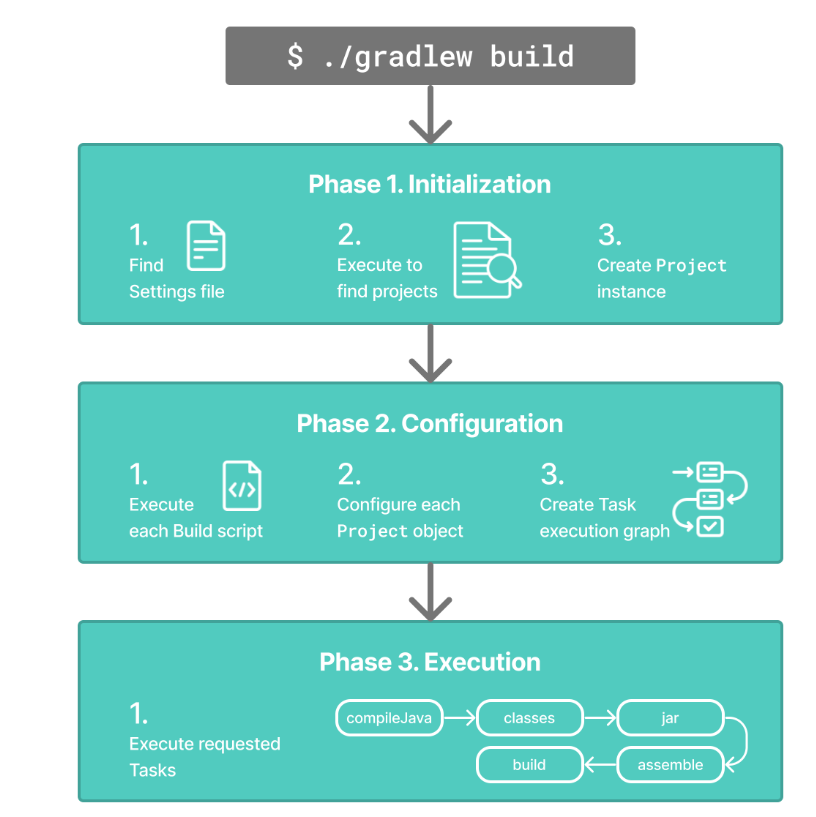 $ ./gradlew build
Phase 1. Initialization
1.
Find
Settings file
2.
Execute to
find projects
3.
Create Project
instance
Phase 2. Configuration
1.
Execute
each Build script
</>
2.
Configure each
Project object
3.
Create Task
execution graph
Phase 3. Execution
1.
Execute requested
Tasks
compileJava
classes
jar
assemble
build